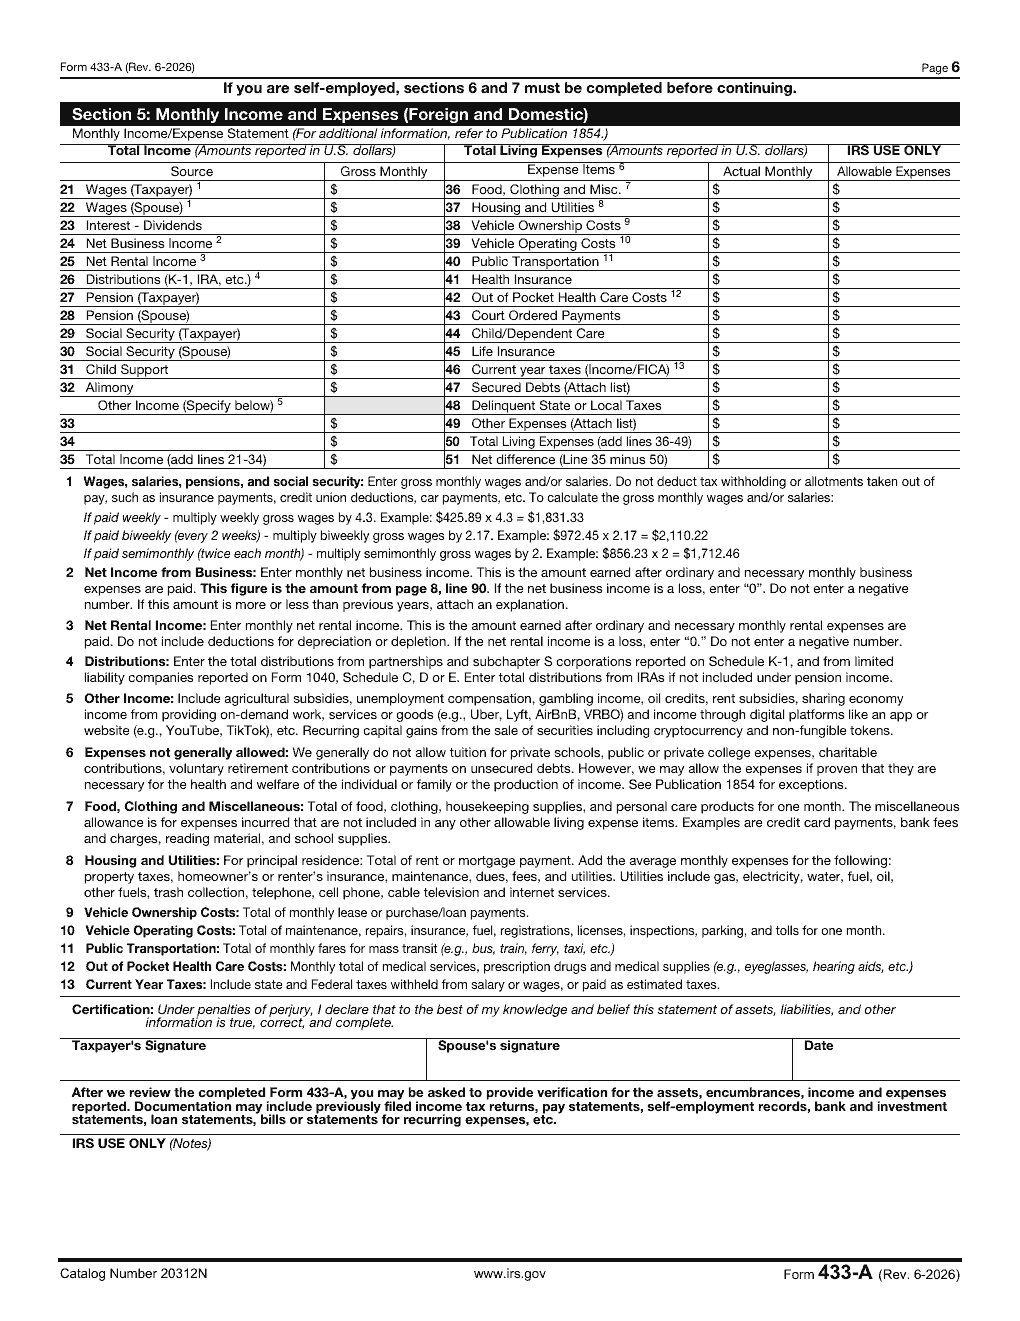 Form 433-A (Rev. 6-2026) Page 6
If you are self-employed, sections 6 and 7 must be completed before continuing.
Section 5: Monthly Income and Expenses (Foreign and Domestic)
Monthly Income/Expense Statement (For additional information, refer to Publication 1854.)
Total Income (Amounts reported in U.S. dollars) Total Living Expenses (Amounts reported in U.S. dollars) IRS USE ONLY
Source Gross Monthly Expense Items 6 Actual Monthly Allowable Expenses
21 Wages (Taxpayer) 1 $ 36 Food, Clothing and Misc. 7 $ $
22 Wages (Spouse) 1 $ 37 Housing and Utilities 8 $ $
23 Interest - Dividends $ 38 Vehicle Ownership Costs 9 $ $
24 Net Business Income 2 $ 39 Vehicle Operating Costs 10 $ $
25 Net Rental Income 3 $ 40 Public Transportation 11 $ $
26 Distributions (K-1, IRA, etc.) 4 $ 41 Health Insurance $ $
27 Pension (Taxpayer) $ 42 Out of Pocket Health Care Costs 12 $ $
28 Pension (Spouse) $ 43 Court Ordered Payments $ $
29 Social Security (Taxpayer) $ 44 Child/Dependent Care $ $
30 Social Security (Spouse) $ 45 Life Insurance $ $
31 Child Support $ 46 Current year taxes (Income/FICA) 13 $ $
32 Alimony $ 47 Secured Debts (Attach list) $ $
Other Income (Specify below) 5 48 Delinquent State or Local Taxes $ $
33 $ 49 Other Expenses (Attach list) $ $
34 $ 50 Total Living Expenses (add lines 36-49) $ $
35 Total Income (add lines 21-34) $ 51 Net difference (Line 35 minus 50) $ $
1 Wages, salaries, pensions, and social security: Enter gross monthly wages and/or salaries. Do not deduct tax withholding or allotments taken out of
pay, such as insurance payments, credit union deductions, car payments, etc. To calculate the gross monthly wages and/or salaries:
If paid weekly - multiply weekly gross wages by 4.3. Example: $425.89 x 4.3 = $1,831.33
If paid biweekly (every 2 weeks) - multiply biweekly gross wages by 2.17. Example: $972.45 x 2.17 = $2,110.22
If paid semimonthly (twice each month) - multiply semimonthly gross wages by 2. Example: $856.23 x 2 = $1,712.46
2 Net Income from Business: Enter monthly net business income. This is the amount earned after ordinary and necessary monthly business
expenses are paid. This figure is the amount from page 8, line 90. If the net business income is a loss, enter “0”. Do not enter a negative
number. If this amount is more or less than previous years, attach an explanation.
3 Net Rental Income: Enter monthly net rental income. This is the amount earned after ordinary and necessary monthly rental expenses are
paid. Do not include deductions for depreciation or depletion. If the net rental income is a loss, enter “0.” Do not enter a negative number.
4 Distributions: Enter the total distributions from partnerships and subchapter S corporations reported on Schedule K-1, and from limited
liability companies reported on Form 1040, Schedule C, D or E. Enter total distributions from IRAs if not included under pension income.
5 Other Income: Include agricultural subsidies, unemployment compensation, gambling income, oil credits, rent subsidies, sharing economy
income from providing on-demand work, services or goods (e.g., Uber, Lyft, AirBnB, VRBO) and income through digital platforms like an app or
website (e.g., YouTube, TikTok), etc. Recurring capital gains from the sale of securities including cryptocurrency and non-fungible tokens.
6 Expenses not generally allowed: We generally do not allow tuition for private schools, public or private college expenses, charitable
contributions, voluntary retirement contributions or payments on unsecured debts. However, we may allow the expenses if proven that they are
necessary for the health and welfare of the individual or family or the production of income. See Publication 1854 for exceptions.
7 Food, Clothing and Miscellaneous: Total of food, clothing, housekeeping supplies, and personal care products for one month. The miscellaneous
allowance is for expenses incurred that are not included in any other allowable living expense items. Examples are credit card payments, bank fees
and charges, reading material, and school supplies.
8 Housing and Utilities: For principal residence: Total of rent or mortgage payment. Add the average monthly expenses for the following:
property taxes, homeowner’s or renter’s insurance, maintenance, dues, fees, and utilities. Utilities include gas, electricity, water, fuel, oil,
other fuels, trash collection, telephone, cell phone, cable television and internet services.
9 Vehicle Ownership Costs: Total of monthly lease or purchase/loan payments.
10 Vehicle Operating Costs: Total of maintenance, repairs, insurance, fuel, registrations, licenses, inspections, parking, and tolls for one month.
11 Public Transportation: Total of monthly fares for mass transit (e.g., bus, train, ferry, taxi, etc.)
12 Out of Pocket Health Care Costs: Monthly total of medical services, prescription drugs and medical supplies (e.g., eyeglasses, hearing aids, etc.)
13 Current Year Taxes: Include state and Federal taxes withheld from salary or wages, or paid as estimated taxes.
Certification: Under penalties of perjury, I declare that to the best of my knowledge and belief this statement of assets, liabilities, and other
information is true, correct, and complete.
Taxpayer's Signature Spouse's signature Date
After we review the completed Form 433-A, you may be asked to provide verification for the assets, encumbrances, income and expenses
reported. Documentation may include previously filed income tax returns, pay statements, self-employment records, bank and investment
statements, loan statements, bills or statements for recurring expenses, etc.
IRS USE ONLY (Notes)
Catalog Number 20312N www.irs.gov Form 433-A (Rev. 6-2026)